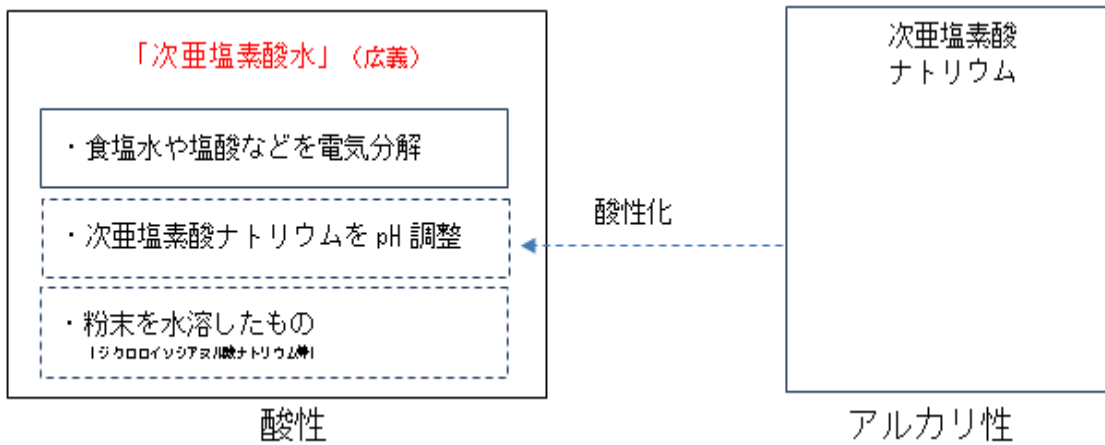 「次亜塩素酸水」（広義）
・食塩水や塩酸などを電気分解
・次亜塩素酸ナトリウムを pH 調整
・粉末を水溶したもの
「ジクロロイソシアヌル酸ナトリウム等」
酸性
酸性化
次亜塩素酸
ナトリウム
アルカリ性